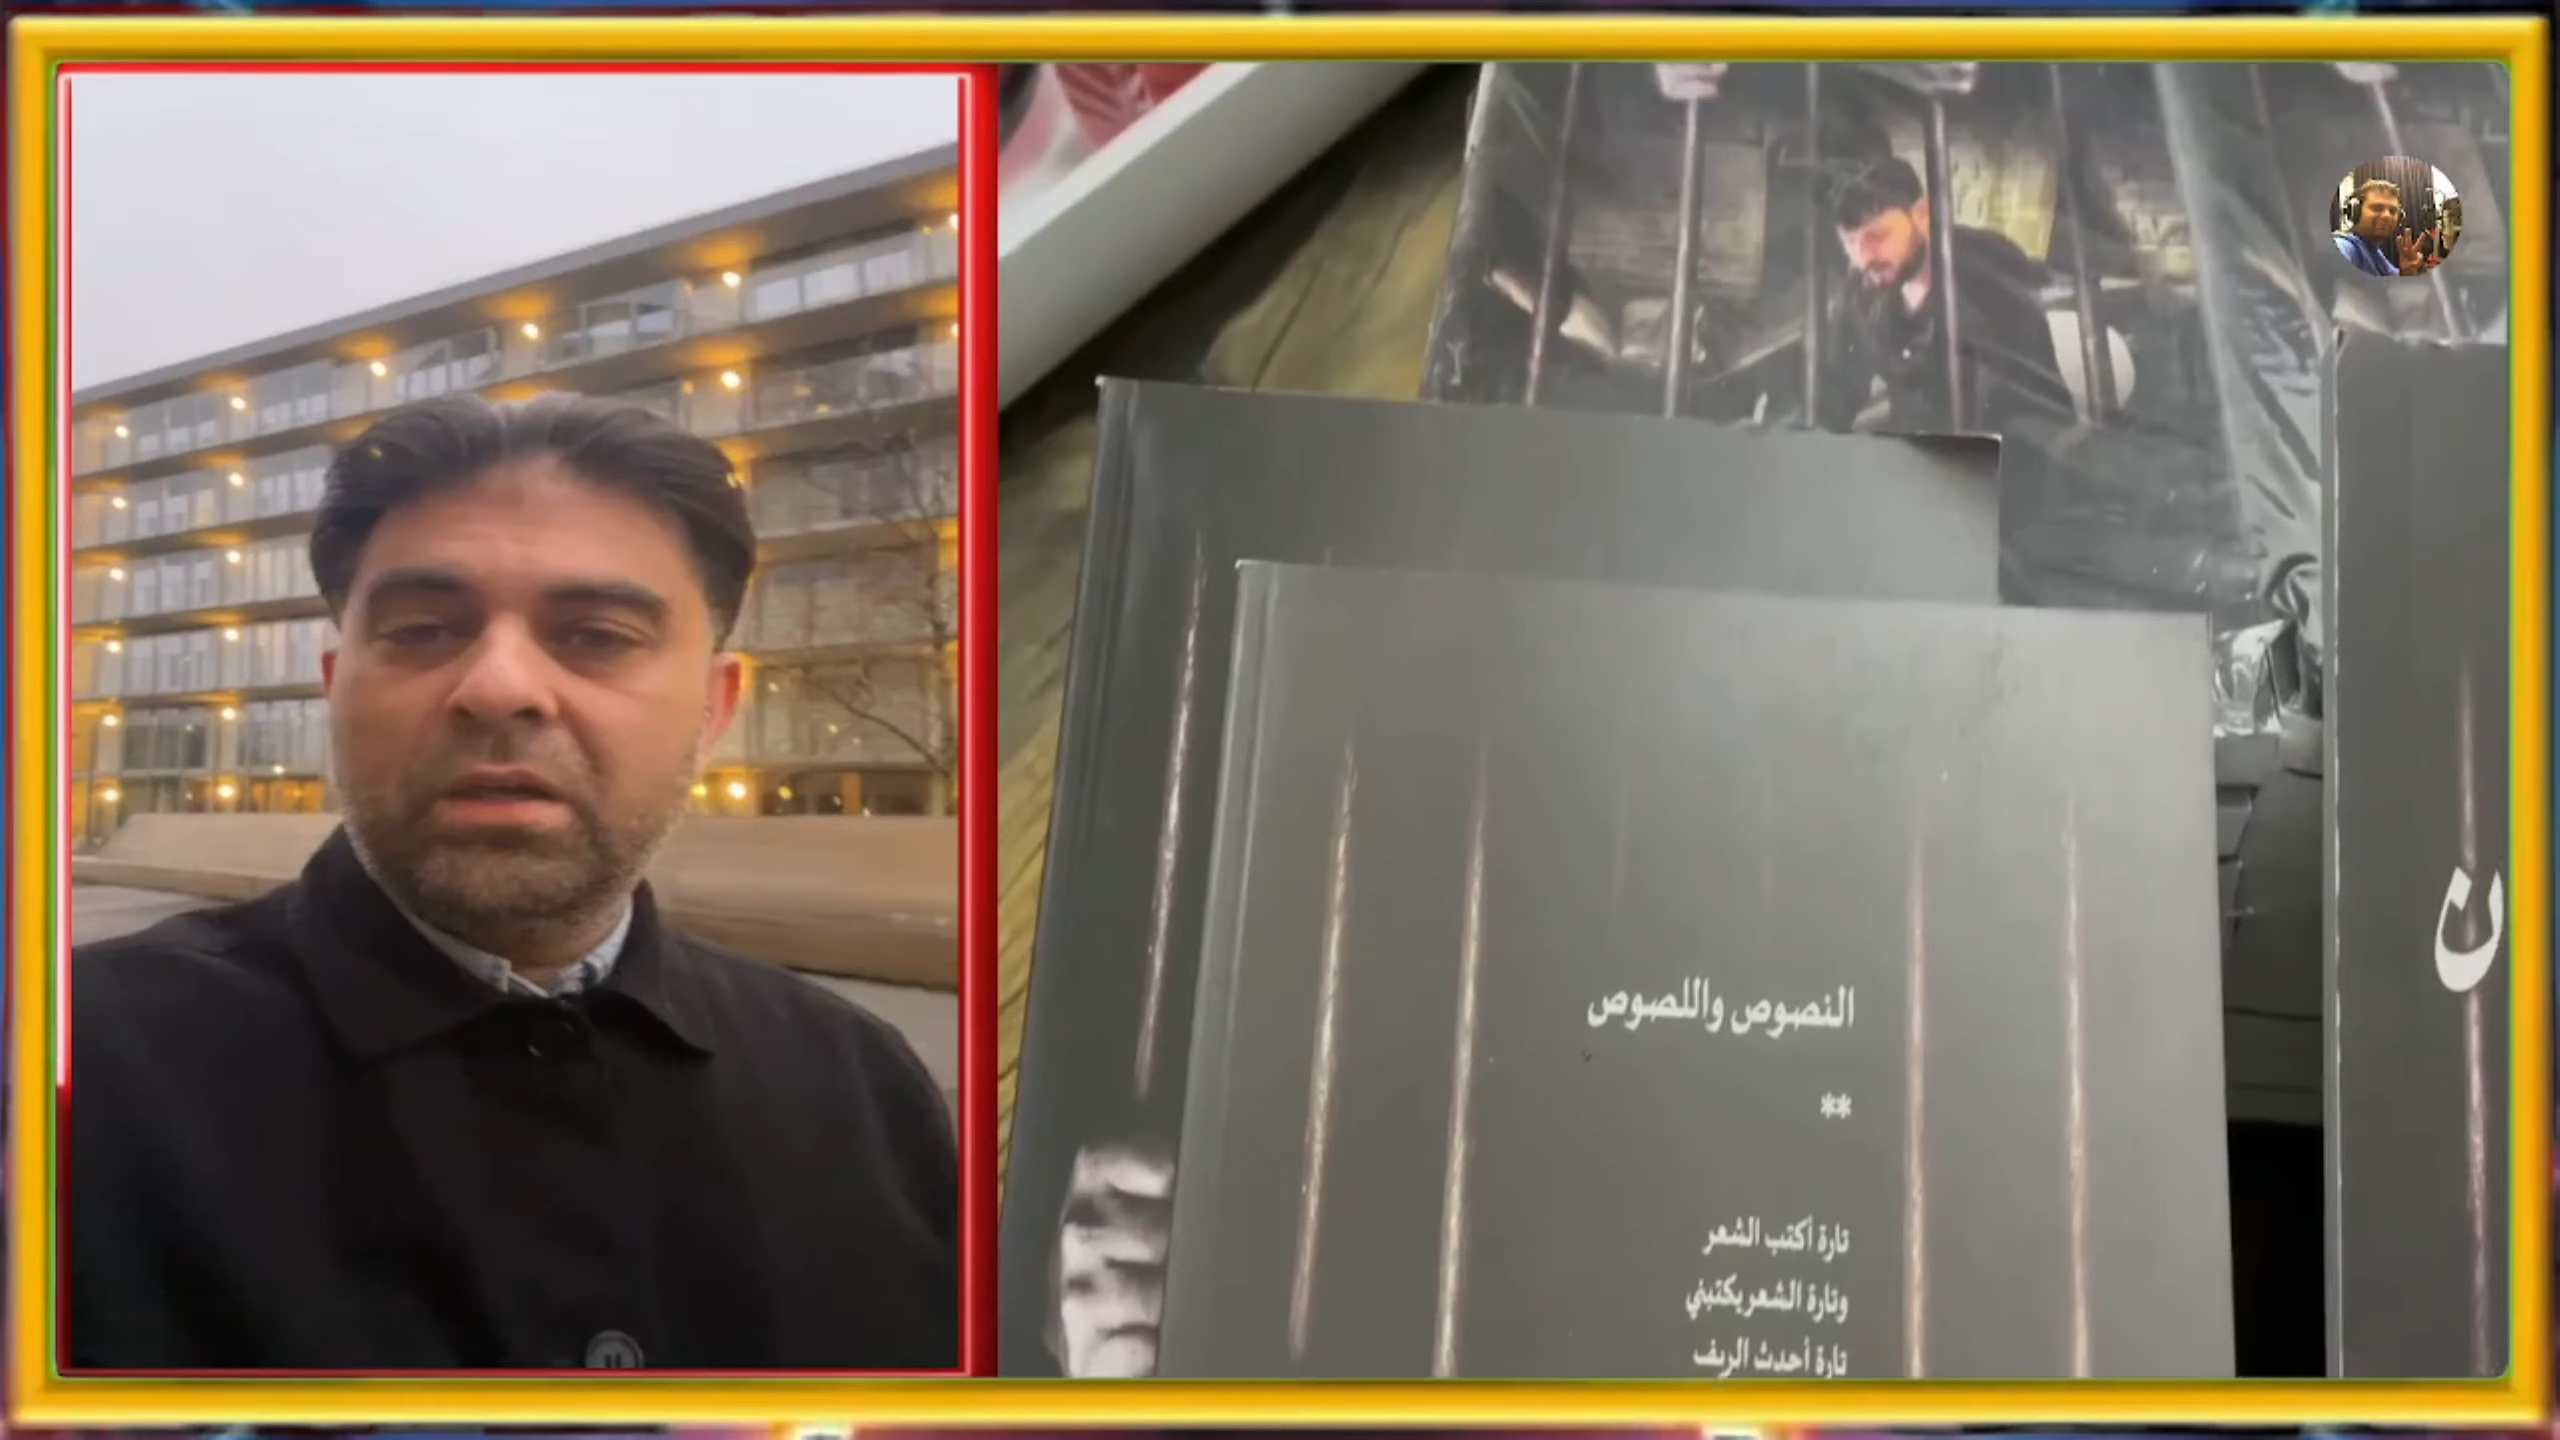 النصوص واللصوص
**
تارة أكتب الشعر
وتارة الشعر يكتبني
تارة أحدث الريف
ن